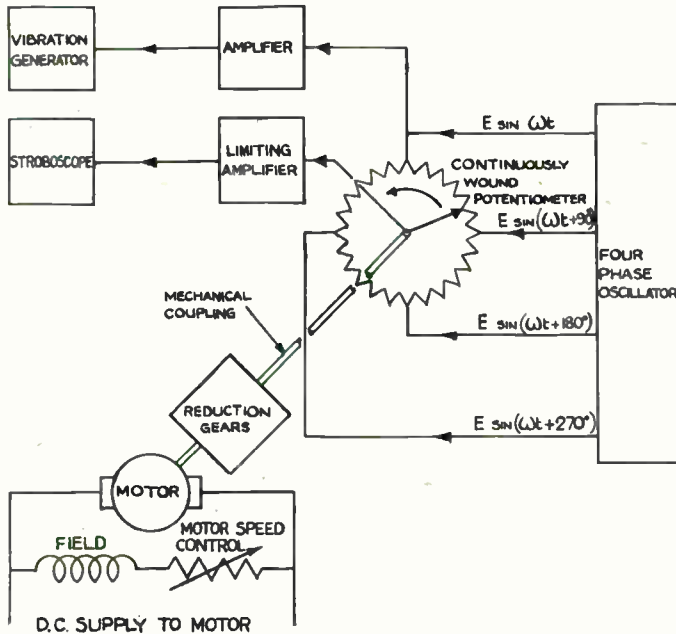 VIBRATION
GENERATOR
AMPLIFIER
E SIN ωt
STROBOSCOPE
LIMITING
AMPLIFIER
CONTINUOUSLY
WOUND
POTENTIOMETER
E SIN(ωt+90°)
FOUR
PHASE
OSCILLATOR
MECHANICAL
COUPLING
E SIN(ωt+180°)
REDUCTION
GEARS
E SIN(ωt+270°)
MOTOR
FIELD
MOTOR SPEED
CONTROL
D.C. SUPPLY TO MOTOR